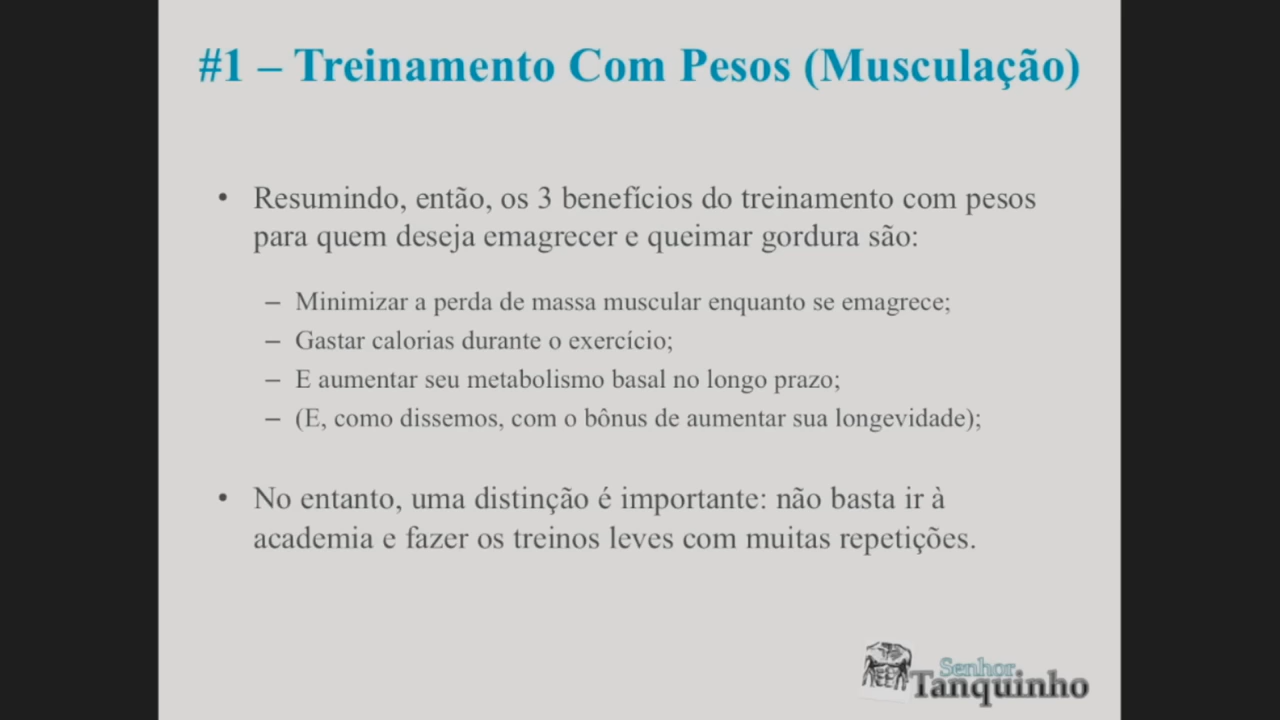 #1 – Treinamento Com Pesos (Musculação)
• Resumindo, então, os 3 benefícios do treinamento com pesos
para quem deseja emagrecer e queimar gordura são:
– Minimizar a perda de massa muscular enquanto se emagrece;
– Gastar calorias durante o exercício;
– E aumentar seu metabolismo basal no longo prazo;
– (E, como dissemos, com o bônus de aumentar sua longevidade);
• No entanto, uma distinção é importante: não basta ir à
academia e fazer os treinos leves com muitas repetições.
Senhor
Tanquinho